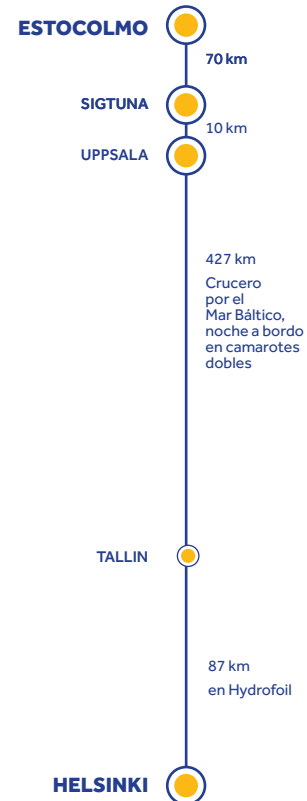 ESTOCOLMO
70 km
SIGTUNA
10 km
UPPSALA
427 km
Crucero
por el
Mar Báltico,
noche a bordo
en camarotes
dobles
TALLIN
87 km
en Hydrofoil
HELSINKI